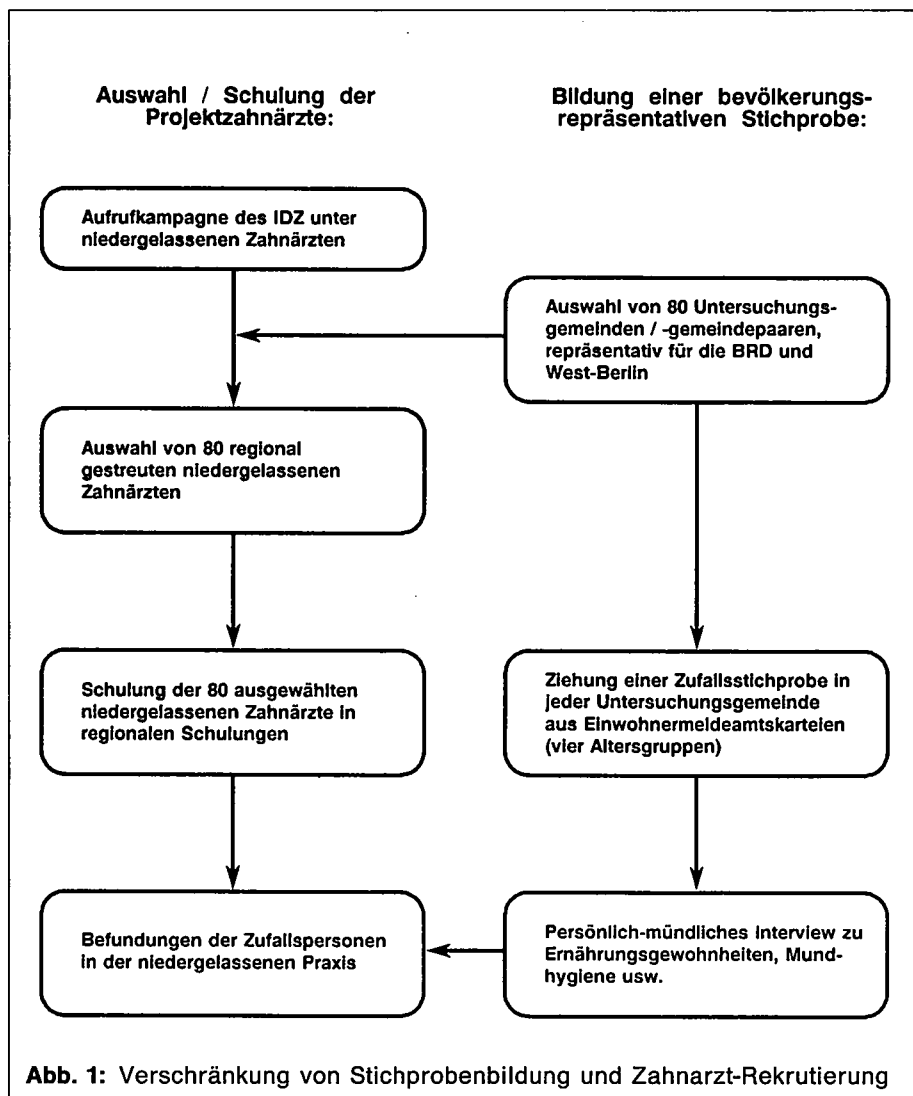 Auswahl / Schulung der
Projektzahnärzte:
Bildung einer bevölkerungs-
repräsentativen Stichprobe:
Aufrufkampagne des IDZ unter
niedergelassenen Zahnärzten
Auswahl von 80 Untersuchungs-
gemeinden / -gemeindepaaren,
repräsentativ für die BRD und
West-Berlin
Auswahl von 80 regional
gestreuten niedergelassenen
Zahnärzten
Schulung der 80 ausgewählten
niedergelassenen Zahnärzte in
regionalen Schulungen
Ziehung einer Zufallsstichprobe in
jeder Untersuchungsgemeinde
aus Einwohnermeldeamtskarteien
(vier Altersgruppen)
Befundungen der Zufallspersonen
in der niedergelassenen Praxis
Persönlich-mündliches Interview zu
Ernährungsgewohnheiten, Mund-
hygiene usw.
Abb. 1: Verschränkung von Stichprobenbildung und Zahnarzt-Rekrutierung